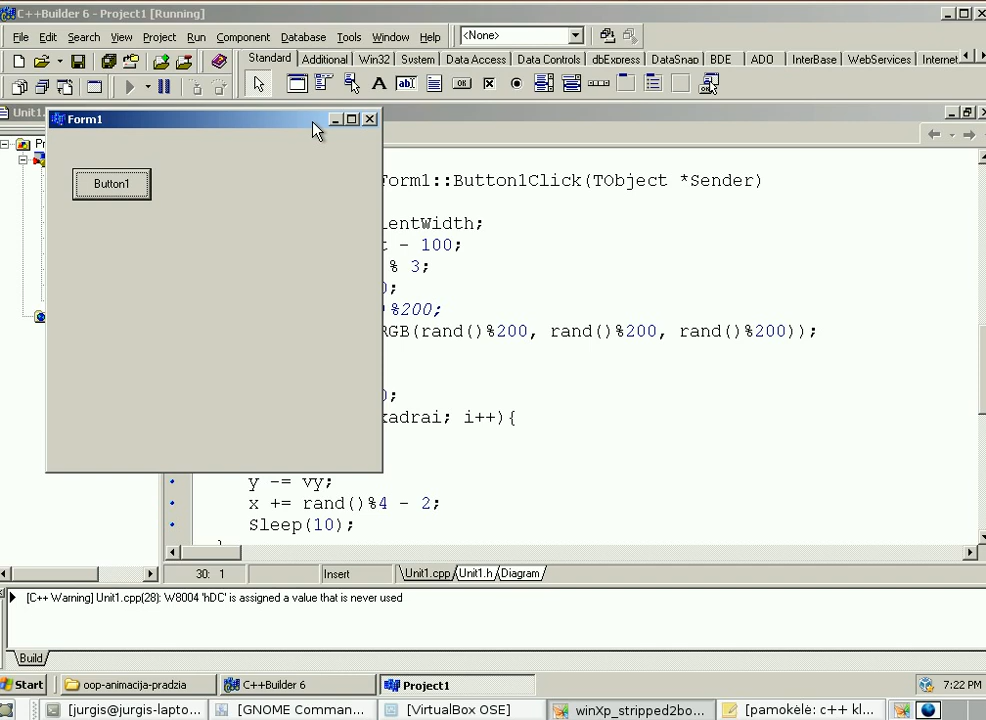 C++Builder 6 - Project1 [Running]
File Edit Search View Project Run Component Database Tools Window Help <None>
Standard Additional Win32 System Data Access Data Controls dbExpress DataSnap BDE ADO InterBase WebServices Internet
Unit1
Form1
Button1
Form1::Button1Click(TObject *Sender)
entWidth;
t - 100;
% 3;
%200;
RGB(rand()%200, rand()%200, rand()%200));
kadrai; i++){
y -= vy;
x += rand()%4 - 2;
Sleep(10);
30: 1 Insert Unit1.cpp Unit1.h Diagram
[C++ Warning] Unit1.cpp(28): W8004 'hDC' is assigned a value that is never used
Build
Start oop-animacija-pradzia C++Builder 6 Project1 7:22 PM
[jurgis@jurgis-lapto... [GNOME Comman... [VirtualBox OSE] winXp_stripped2bo... [pamokėlė: c++ kl...